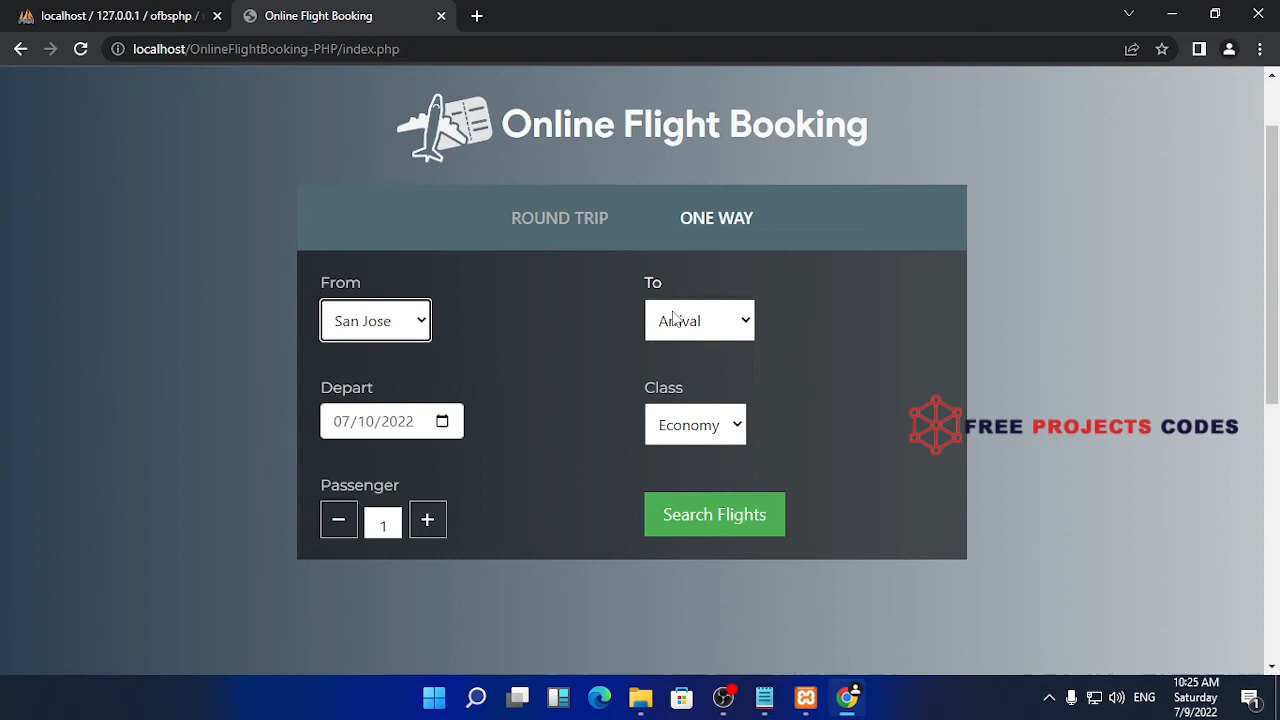 localhost / 127.0.0.1 / ofbsphp /
Online Flight Booking
localhost/OnlineFlightBooking-PHP/index.php
Online Flight Booking
ROUND TRIP ONE WAY
From To
San Jose Arrival
Depart Class
07/10/2022 Economy
FREE PROJECTS CODES
Passenger
1
Search Flights
ENG
10:25 AM
Saturday
7/9/2022
1